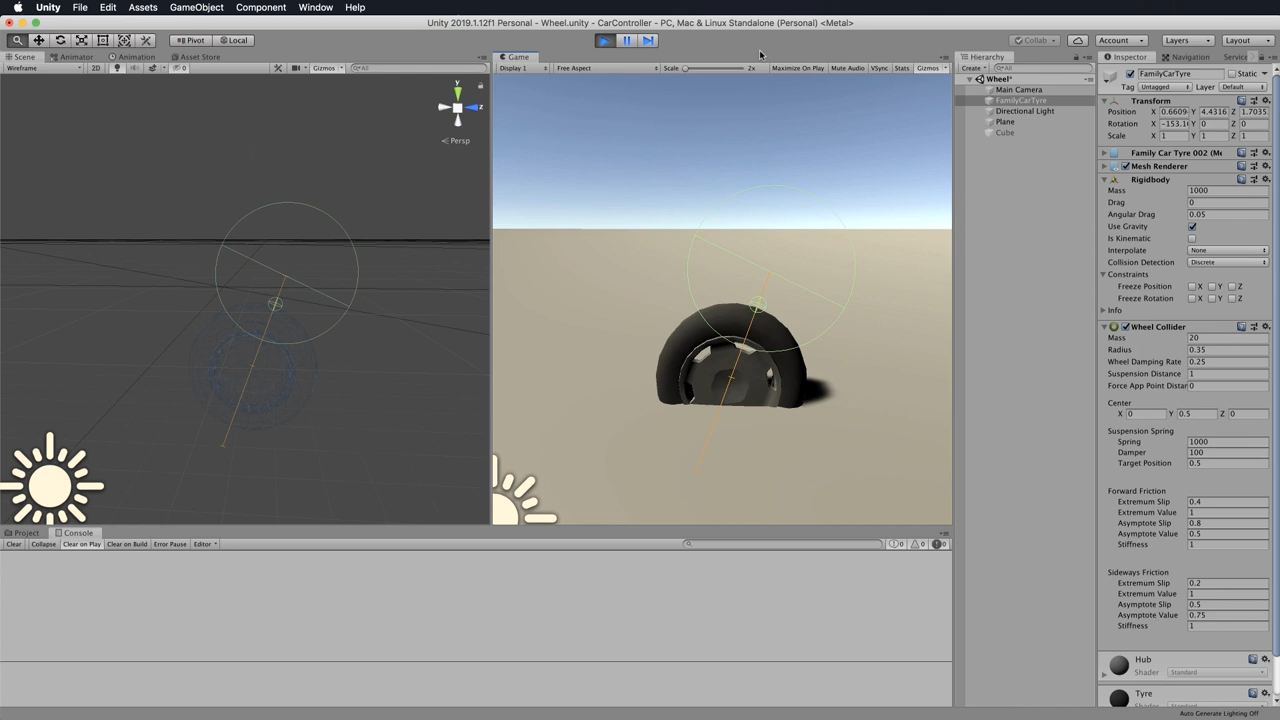 Unity File Edit Assets GameObject Component Window Help
Unity 2019.1.12f1 Personal - Wheel.unity - CarController - PC, Mac & Linux Standalone (Personal) <Metal>
Pivot Local Collab Account Layers Layout
Scene Animator Animation Asset Store Game Hierarchy Inspector Navigation Service
Wireframe 2D 0 Gizmos All Display 1 Free Aspect Scale 2x Maximize On Play Mute Audio VSync Stats Gizmos Create All
Wheel*
Main Camera
FamilyCarTyre
Directional Light
Plane
Cube
y
z
Persp
FamilyCarTyre Static
Tag Untagged Layer Default
Transform
Position X 0.6609 Y 4.4316 Z 1.7035
Rotation X -153.1 Y 0 Z 0
Scale X 1 Y 1 Z 1
Family Car Tyre 002 (Me
Mesh Renderer
Rigidbody
Mass 1000
Drag 0
Angular Drag 0.05
Use Gravity
Is Kinematic
Interpolate None
Collision Detection Discrete
Constraints
Freeze Position X Y Z
Freeze Rotation X Y Z
Info
Wheel Collider
Mass 20
Radius 0.35
Wheel Damping Rate 0.25
Suspension Distance 1
Force App Point Distar 0
Center
X 0 Y 0.5 Z 0
Suspension Spring
Spring 1000
Damper 100
Target Position 0.5
Forward Friction
Extremum Slip 0.4
Extremum Value 1
Asymptote Slip 0.8
Asymptote Value 0.5
Stiffness 1
Sideways Friction
Extremum Slip 0.2
Extremum Value 1
Asymptote Slip 0.5
Asymptote Value 0.75
Stiffness 1
Hub
Shader Standard
Tyre
Shader Standard
Project Console
Clear Collapse Clear on Play Clear on Build Error Pause Editor 0 0 0
Auto Generate Lighting Off